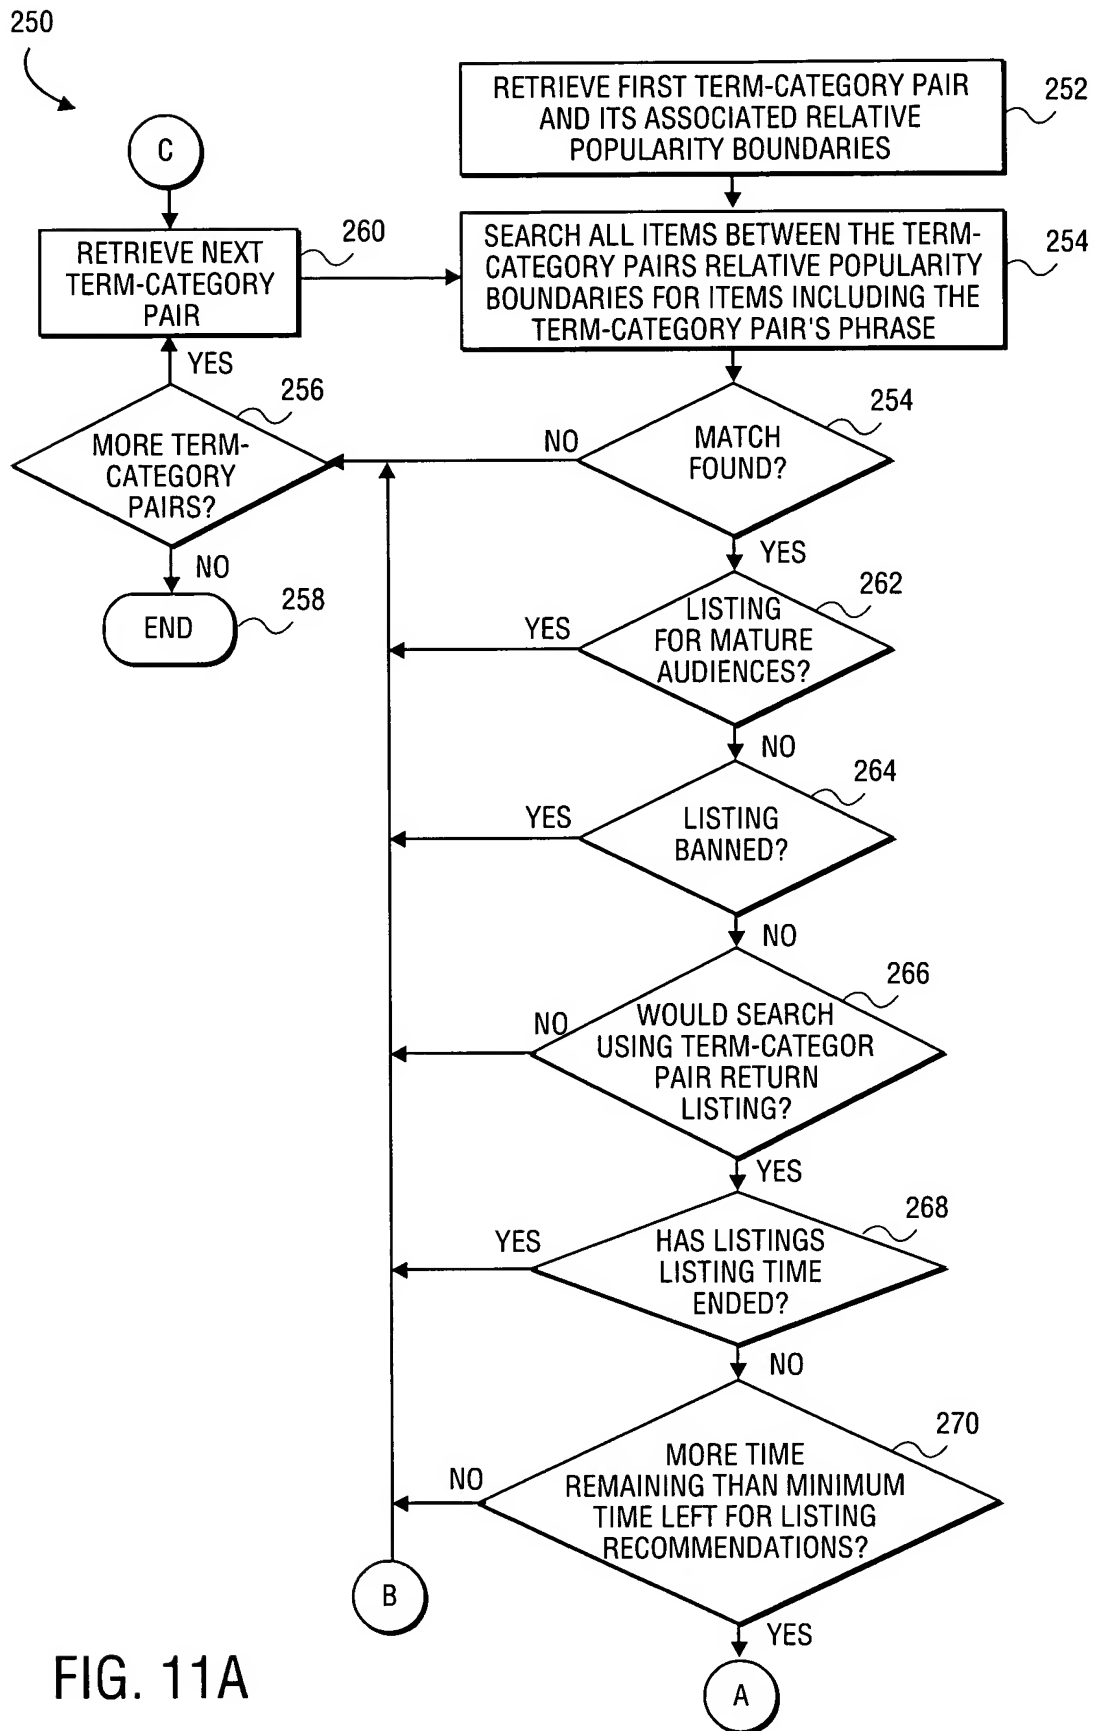 250
RETRIEVE FIRST TERM-CATEGORY PAIR
AND ITS ASSOCIATED RELATIVE
POPULARITY BOUNDARIES
252
C
RETRIEVE NEXT
TERM-CATEGORY
PAIR
260
SEARCH ALL ITEMS BETWEEN THE TERM-
CATEGORY PAIRS RELATIVE POPULARITY
BOUNDARIES FOR ITEMS INCLUDING THE
TERM-CATEGORY PAIR'S PHRASE
254
YES
256
MORE TERM-
CATEGORY
PAIRS?
NO
MATCH
FOUND?
254
NO
YES
END
258
YES
LISTING
FOR MATURE
AUDIENCES?
262
NO
YES
LISTING
BANNED?
264
NO
NO
WOULD SEARCH
USING TERM-CATEGOR
PAIR RETURN
LISTING?
266
YES
YES
HAS LISTINGS
LISTING TIME
ENDED?
268
NO
NO
MORE TIME
REMAINING THAN MINIMUM
TIME LEFT FOR LISTING
RECOMMENDATIONS?
270
B
YES
A
FIG. 11A